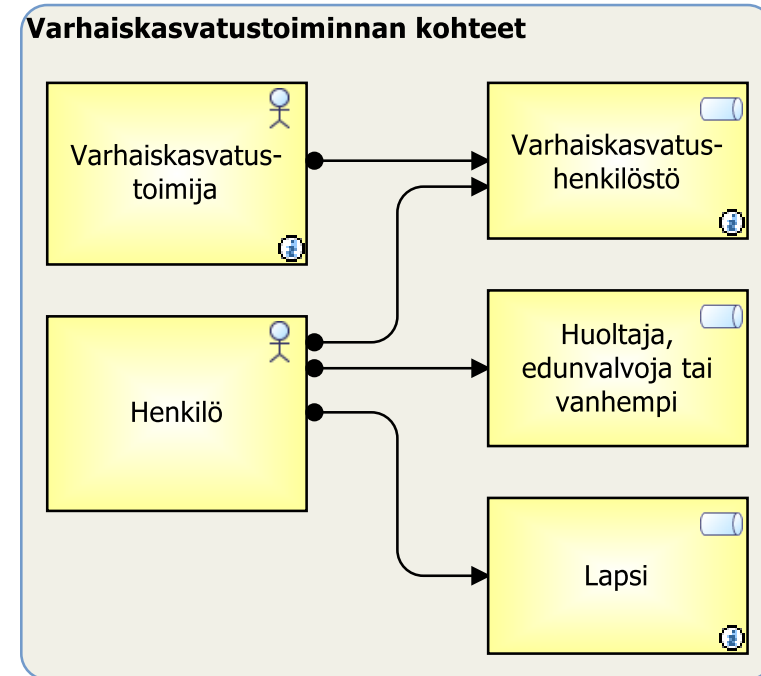 Varhaiskasvatustoiminnan kohteet
Varhaiskasvatus-
toimija
Varhaiskasvatus-
henkilöstö
Henkilö
Huoltaja,
edunvalvoja tai
vanhempi
Lapsi